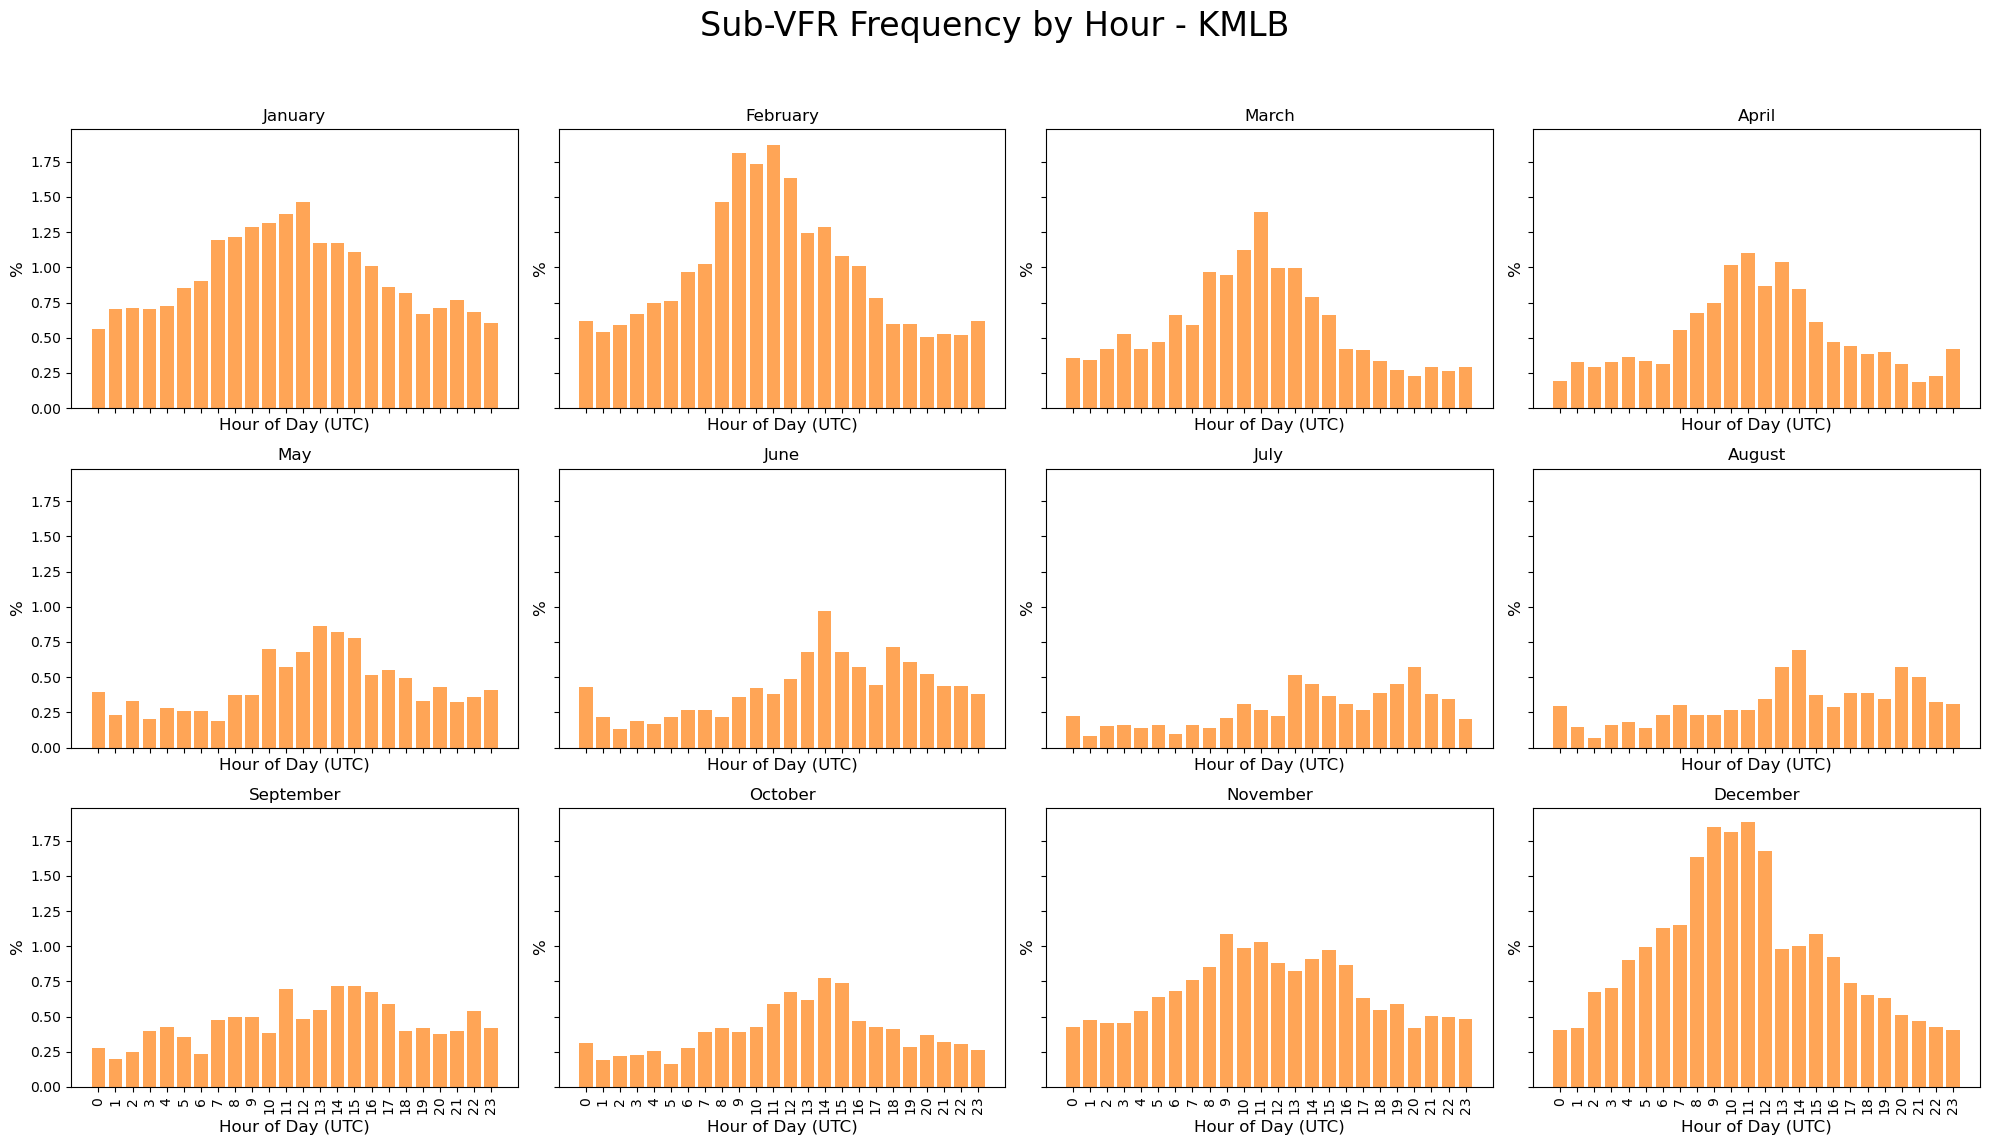 Sub-VFR Frequency by Hour - KMLB
January February March April
1.75
1.50
1.25
1.00
0.75
0.50
0.25
0.00
% % % %
Hour of Day (UTC) Hour of Day (UTC) Hour of Day (UTC) Hour of Day (UTC)
May June July August
1.75
1.50
1.25
1.00
0.75
0.50
0.25
0.00
% % % %
Hour of Day (UTC) Hour of Day (UTC) Hour of Day (UTC) Hour of Day (UTC)
September October November December
1.75
1.50
1.25
1.00
0.75
0.50
0.25
0.00
% % % %
0 1 2 3 4 5 6 7 8 9 10 11 12 13 14 15 16 17 18 19 20 21 22 23
0 1 2 3 4 5 6 7 8 9 10 11 12 13 14 15 16 17 18 19 20 21 22 23
0 1 2 3 4 5 6 7 8 9 10 11 12 13 14 15 16 17 18 19 20 21 22 23
0 1 2 3 4 5 6 7 8 9 10 11 12 13 14 15 16 17 18 19 20 21 22 23
Hour of Day (UTC) Hour of Day (UTC) Hour of Day (UTC) Hour of Day (UTC)